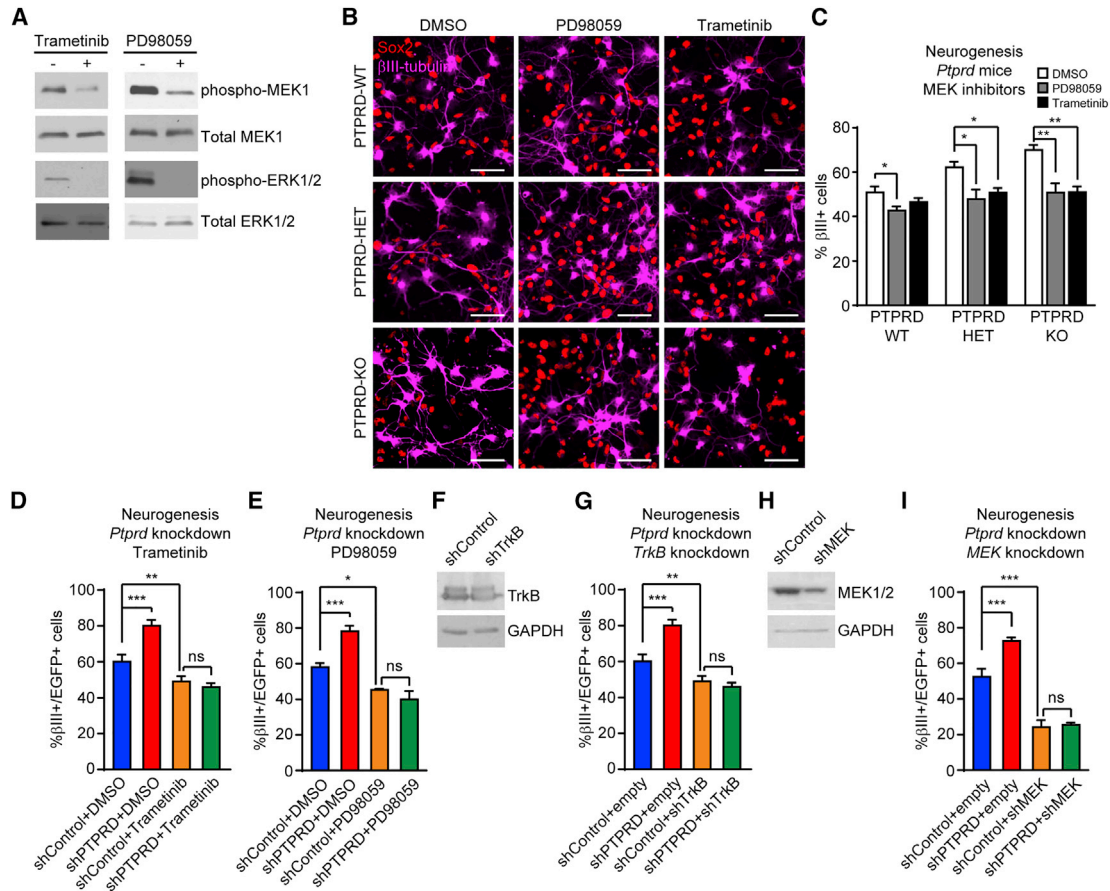 A
Trametinib PD98059
- + - +
phospho-MEK1
Total MEK1
phospho-ERK1/2
Total ERK1/2
B
DMSO PD98059 Trametinib
Sox2
βIII-tubulin
PTPRD-WT
PTPRD-HET
PTPRD-KO
C
Neurogenesis
Ptprd mice
MEK inhibitors
DMSO
PD98059
Trametinib
% βIII+ cells
80
60
40
20
0
* * * ** **
PTPRD WT
PTPRD HET
PTPRD KO
D
Neurogenesis
Ptprd knockdown
Trametinib
%βIII+/EGFP+ cells
100
80
60
40
20
0
**
***
ns
shControl+DMSO
shPTPRD+DMSO
shControl+Trametinib
shPTPRD+Trametinib
E
Neurogenesis
Ptprd knockdown
PD98059
%βIII+/EGFP+ cells
100
80
60
40
20
0
*
***
ns
shControl+DMSO
shPTPRD+DMSO
shControl+PD98059
shPTPRD+PD98059
F
shControl
shTrkB
TrkB
GAPDH
G
Neurogenesis
Ptprd knockdown
TrkB knockdown
%βIII+/EGFP+ cells
100
80
60
40
20
0
**
***
ns
shControl+empty
shPTPRD+empty
shControl+shTrkB
shPTPRD+shTrkB
H
shControl
shMEK
MEK1/2
GAPDH
I
Neurogenesis
Ptprd knockdown
MEK knockdown
%βIII+/EGFP+ cells
100
80
60
40
20
0
***
***
ns
shControl+empty
shPTPRD+empty
shControl+shMEK
shPTPRD+shMEK